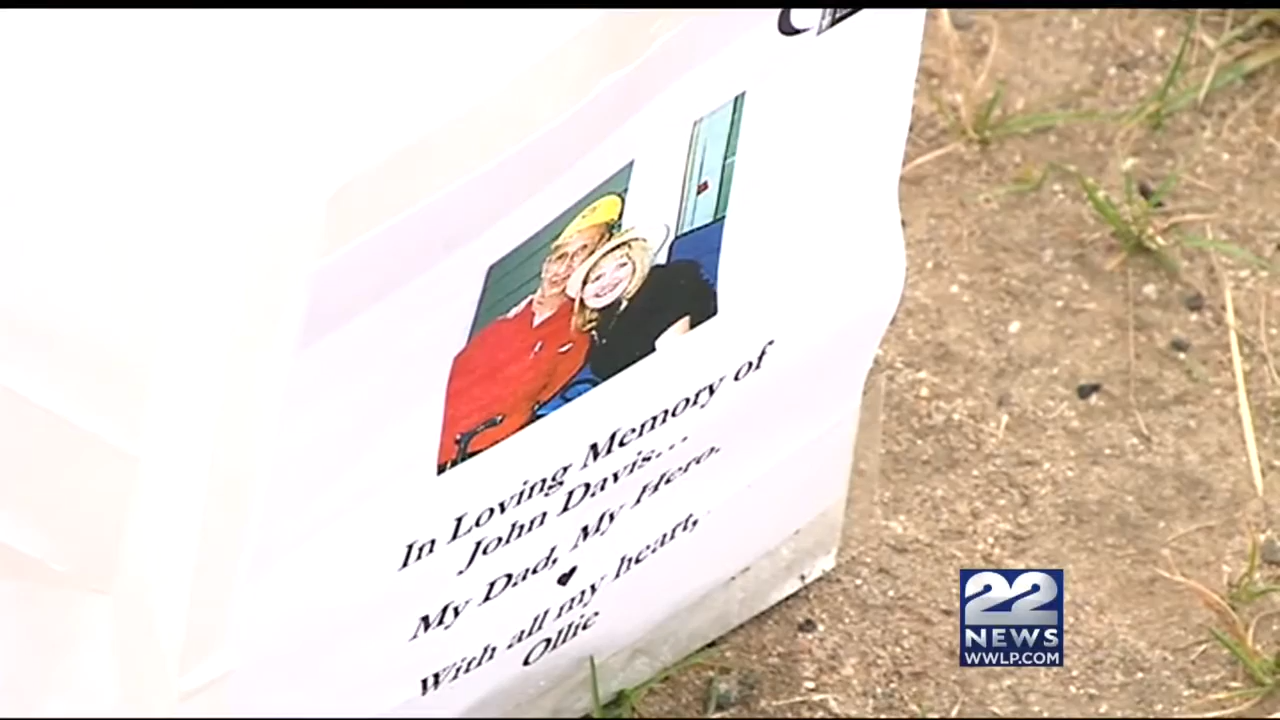 In Loving Memory of
John Davis...
My Dad, My Hero.
♥
With all my heart,
Ollie
22
NEWS
WWLP.COM